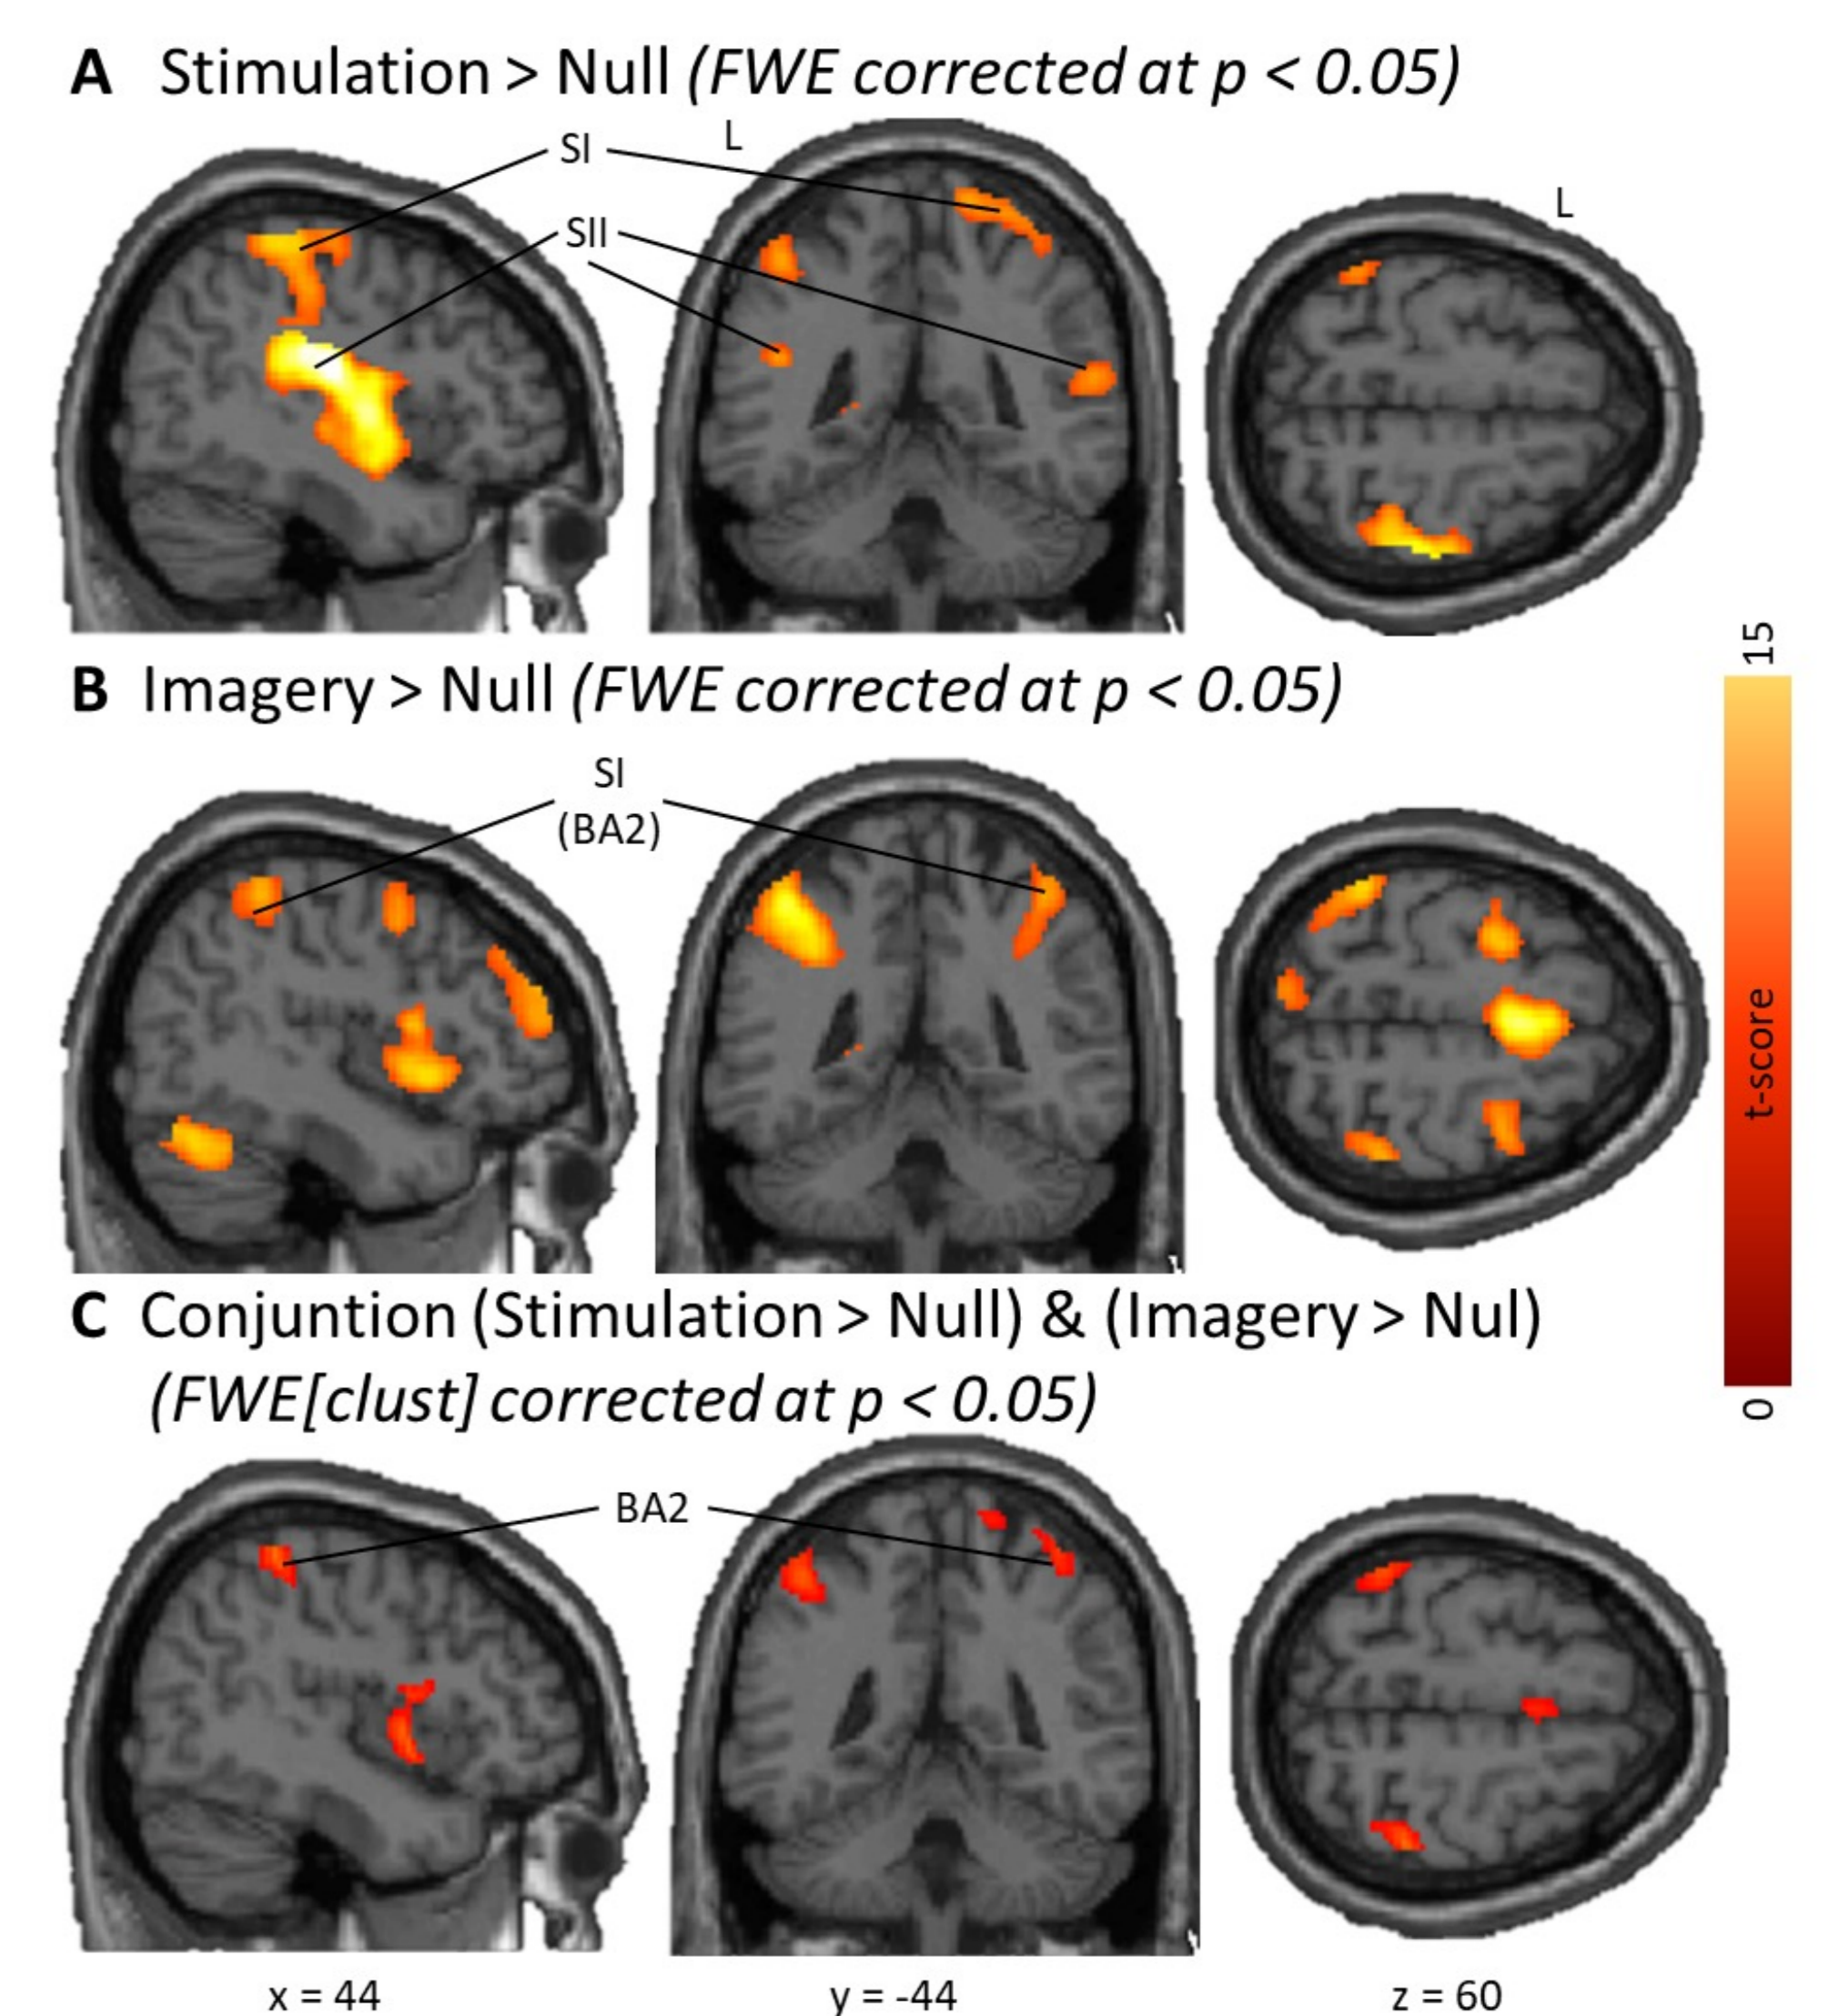 A Stimulation > Null (FWE corrected at p < 0.05)
SI
L
SII
L
B Imagery > Null (FWE corrected at p < 0.05)
15
SI
(BA2)
t-score
C Conjuntion (Stimulation > Null) & (Imagery > Nul)
(FWE[clust] corrected at p < 0.05)
0
BA2
x = 44
y = -44
z = 60